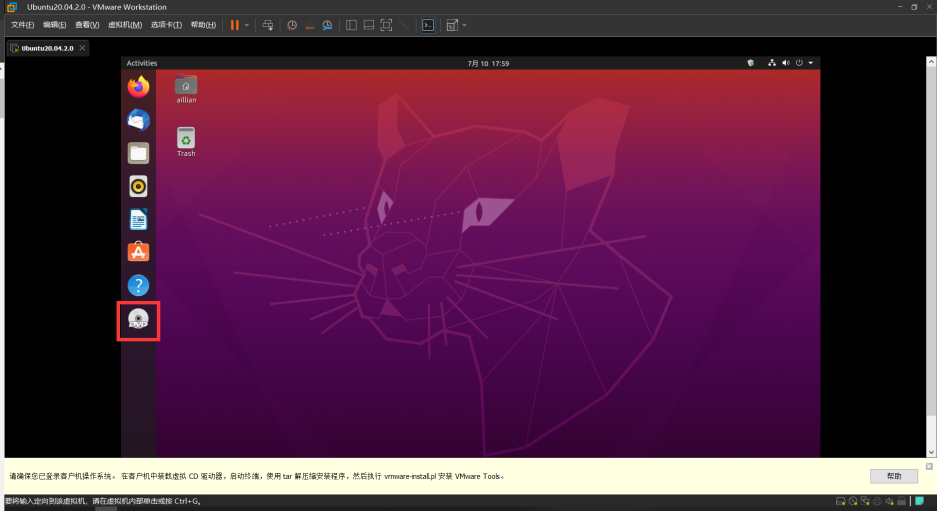 Ubuntu20.04.2.0 - VMware Workstation
文件(F) 编辑(E) 查看(V) 虚拟机(M) 选项卡(T) 帮助(H)
Ubuntu20.04.2.0
Activities 7月 10 17:59
aillian
Trash
DVD
请确保您已登录客户机操作系统。在客户机中装载虚拟 CD 驱动器，启动终端，使用 tar 解压缩安装程序，然后执行 vmware-install.pl 安装 VMware Tools。
帮助
要将输入定向到该虚拟机，请在虚拟机内部单击或按 Ctrl+G。